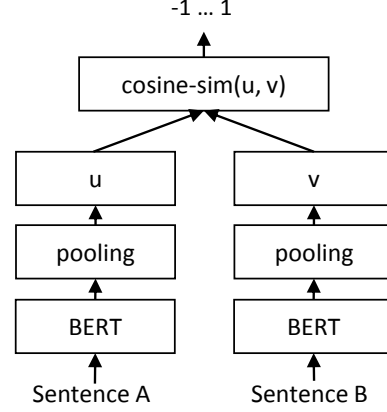 -1 … 1
cosine-sim(u, v)
u
v
pooling
pooling
BERT
BERT
Sentence A
Sentence B